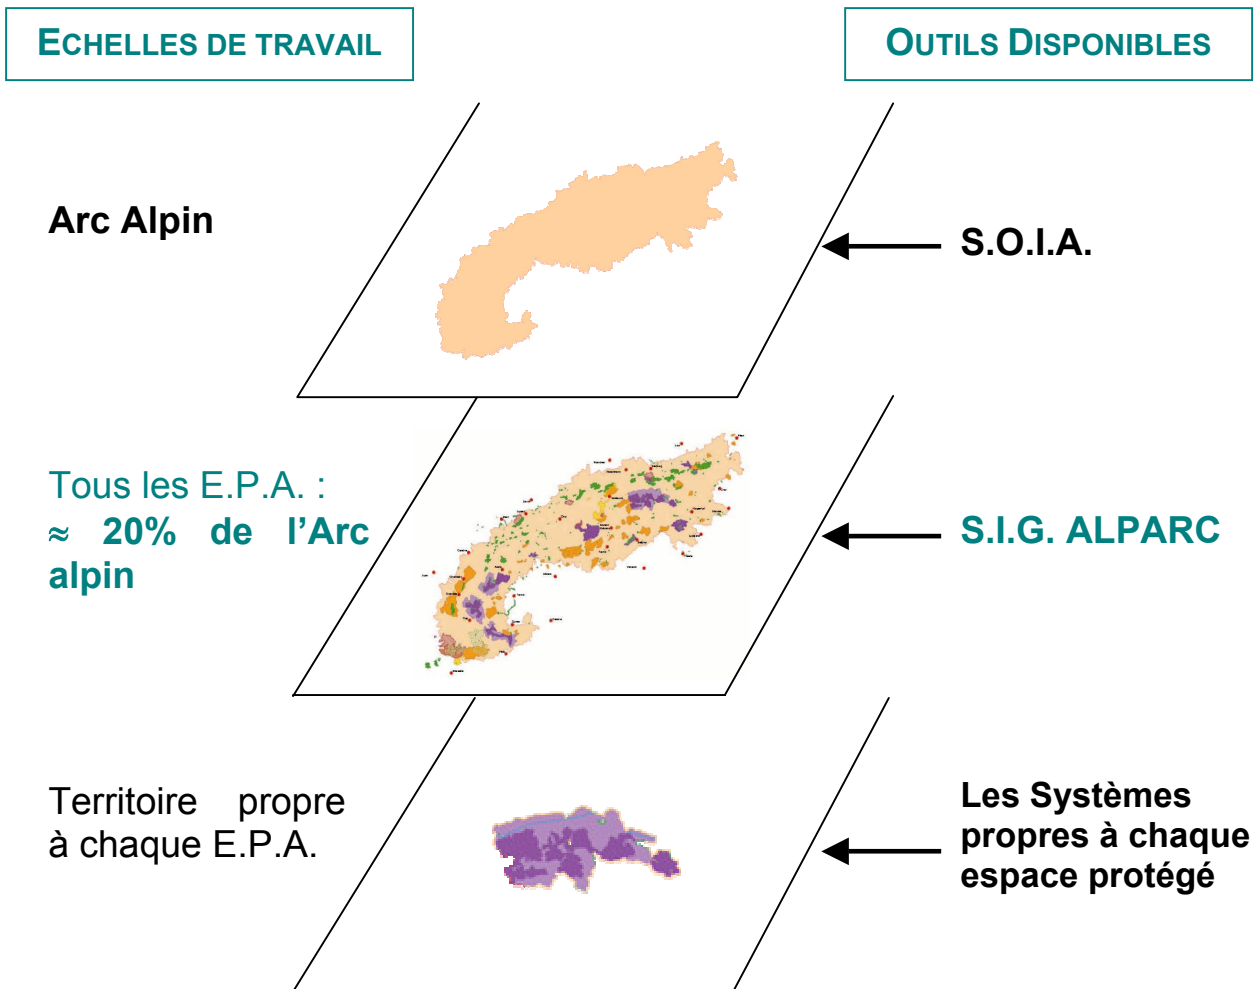 ECHELLES DE TRAVAIL
OUTILS DISPONIBLES
Arc Alpin
S.O.I.A.
Tous les E.P.A. :
≈ 20% de l’Arc
alpin
S.I.G. ALPARC
Territoire propre
à chaque E.P.A.
Les Systèmes
propres à chaque
espace protégé